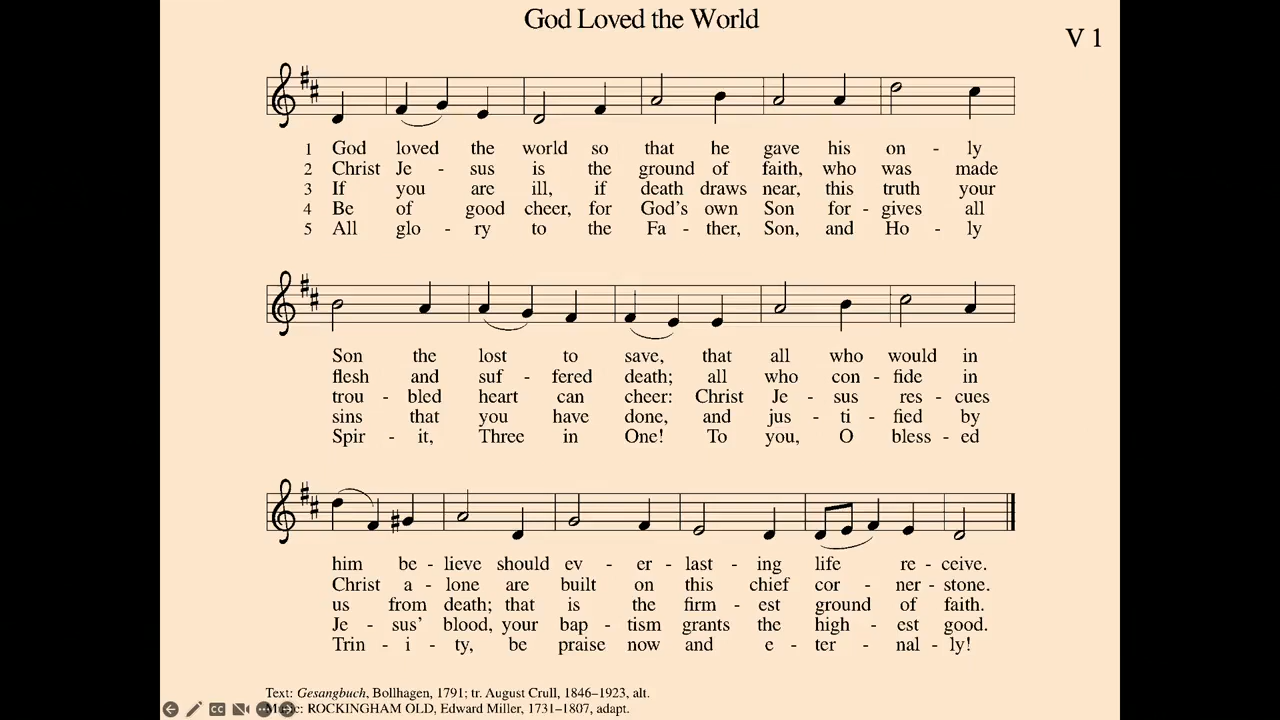 God Loved the World
V 1
1 God loved the world so that he gave his on - ly
2 Christ Je - sus is the ground of faith, who was made
3 If you are ill, if death draws near, this truth your
4 Be of good cheer, for God's own Son for - gives all
5 All glo - ry to the Fa - ther, Son, and Ho - ly
Son the lost to save, that all who would in
flesh and suf - fered death; all who con - fide in
trou - bled heart can cheer: Christ Je - sus res - cues
sins that you have done, and jus - ti - fied by
Spir - it, Three in One! To you, O bless - ed
him be - lieve should ev - er - last - ing life re - ceive.
Christ a - lone are built on this chief cor - ner - stone.
us from death; that is the firm - est ground of faith.
Je - sus' blood, your bap - tism grants the high - est good.
Trin - i - ty, be praise now and e - ter - nal - ly!
Text: Gesangbuch, Bollhagen, 1791; tr. August Crull, 1846–1923, alt.
ROCKINGHAM OLD, Edward Miller, 1731–1807, adapt.